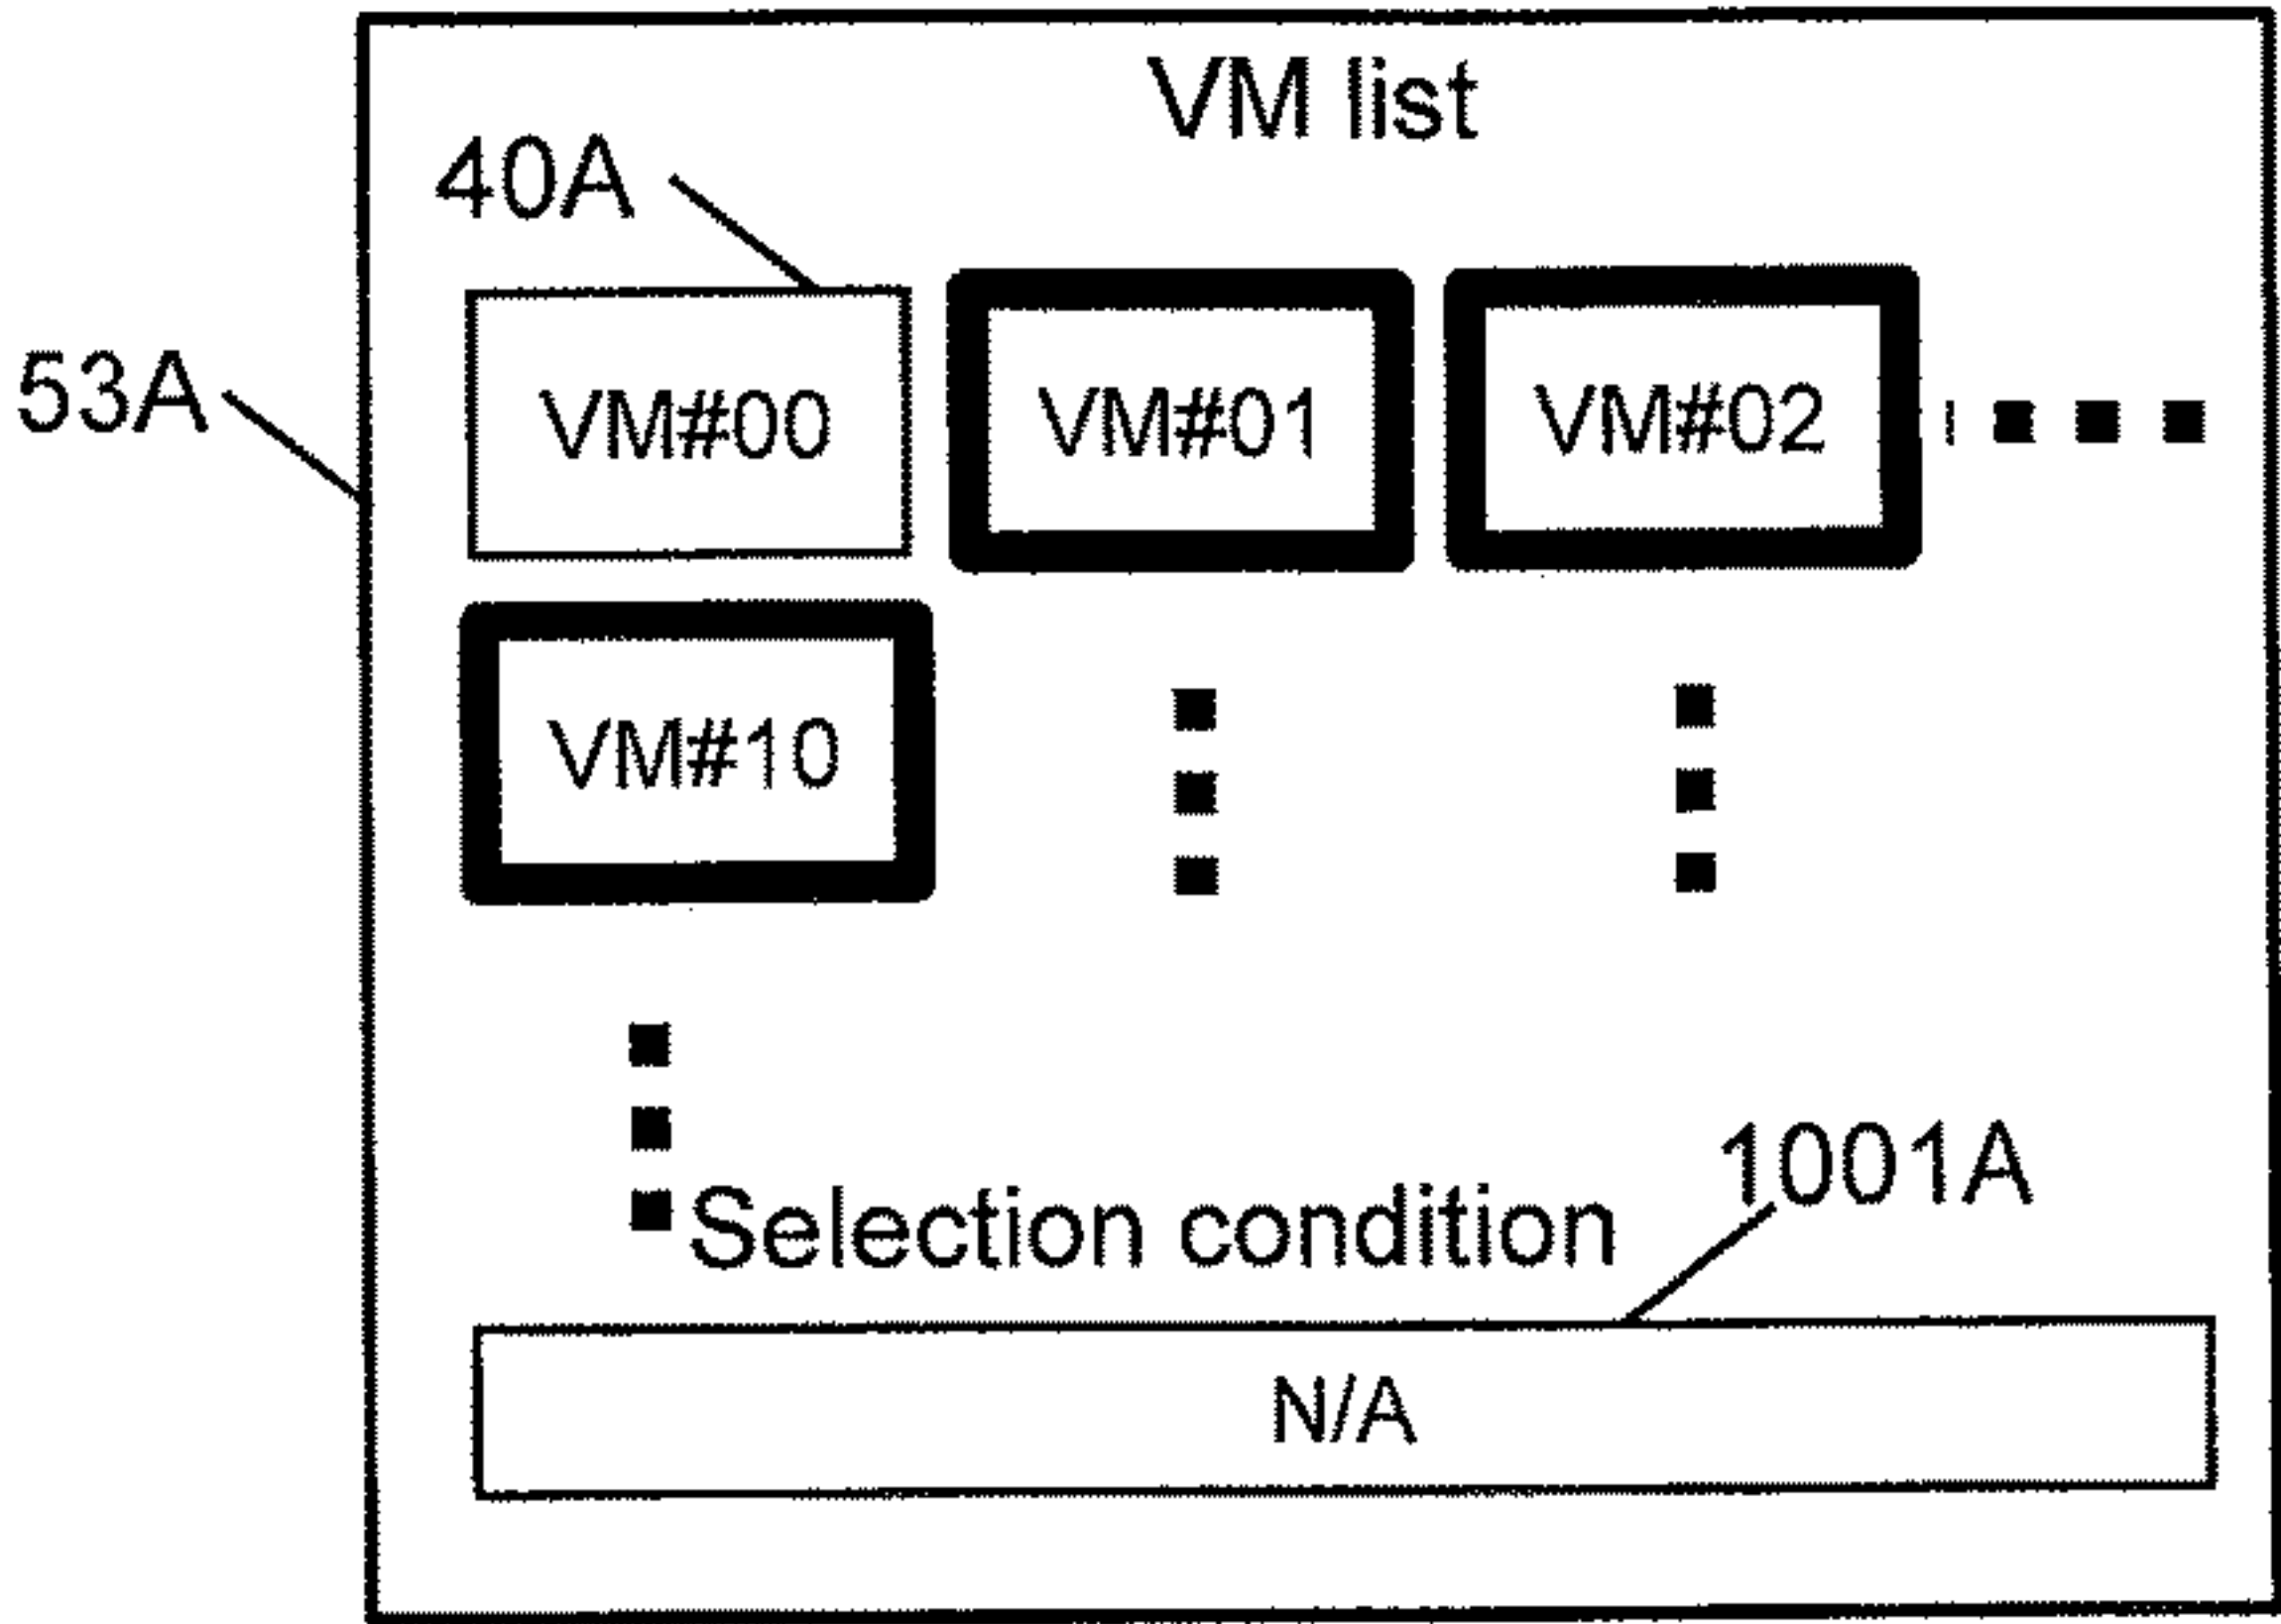 VM list
40A
53A
VM#00 VM#01 VM#02
VM#10
1001A
Selection condition
N/A